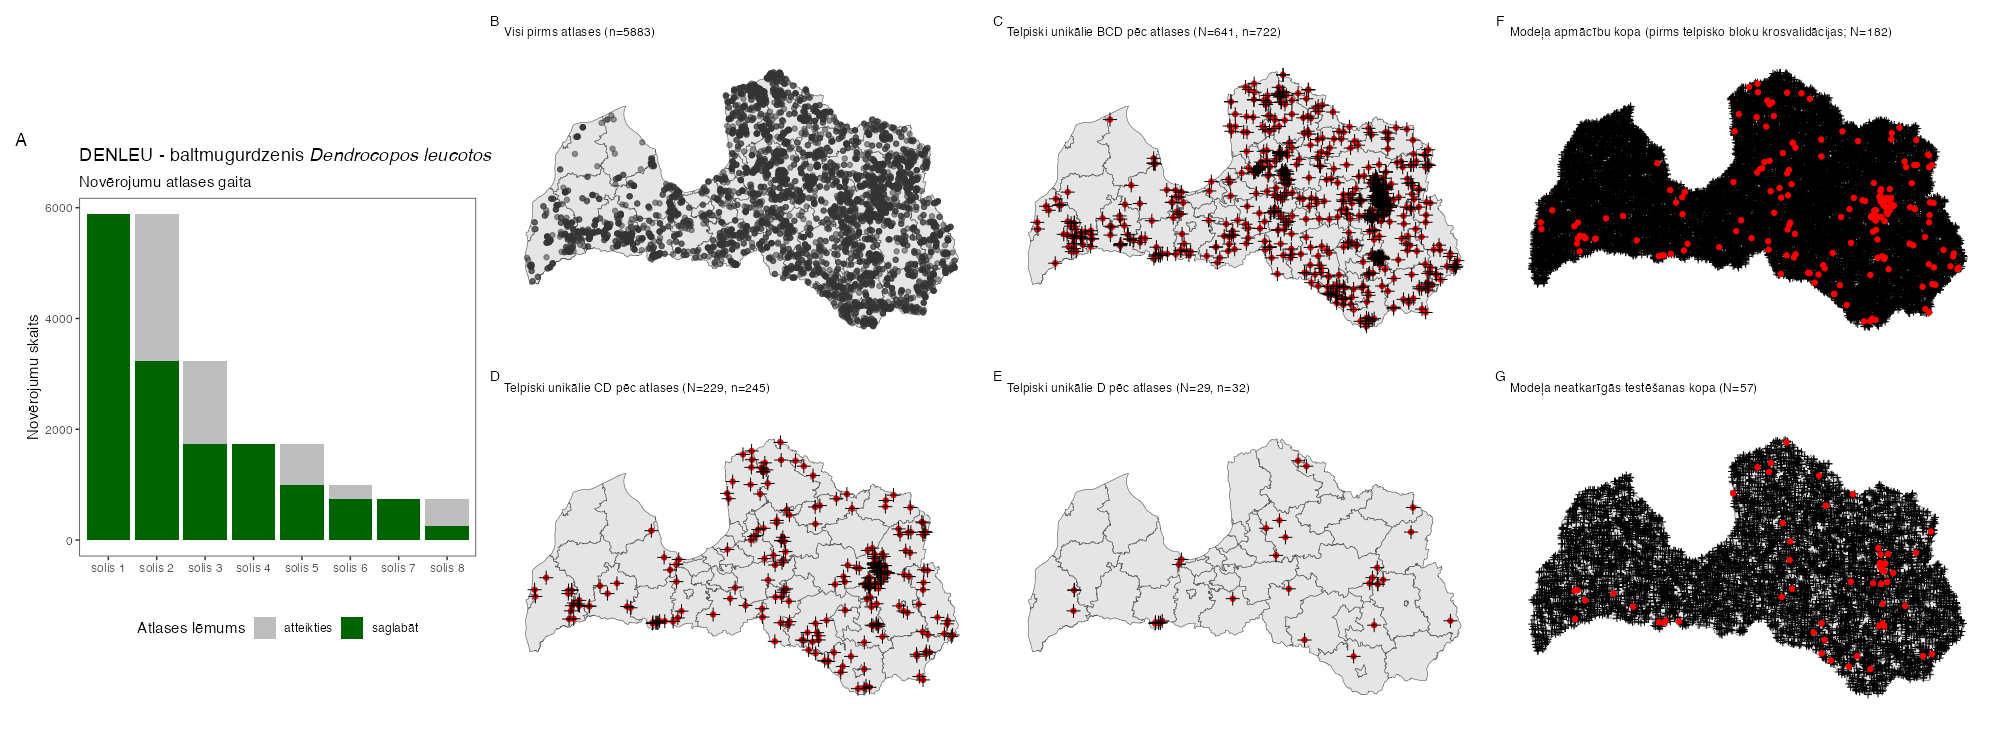 A
DENLEU - baltmugurdzenis Dendrocopos leucotos
Novērojumu atlases gaita
Novērojumu skaits
6000
4000
2000
0
solis 1 solis 2 solis 3 solis 4 solis 5 solis 6 solis 7 solis 8
Atlases lēmums atteikties saglabāt
B
Visi pirms atlases (n=5883)
C
Telpiski unikālie BCD pēc atlases (N=641, n=722)
F
Modeļa apmācību kopa (pirms telpisko bloku krosvalidācijas; N=182)
D
Telpiski unikālie CD pēc atlases (N=229, n=245)
E
Telpiski unikālie D pēc atlases (N=29, n=32)
G
Modeļa neatkarīgās testēšanas kopa (N=57)